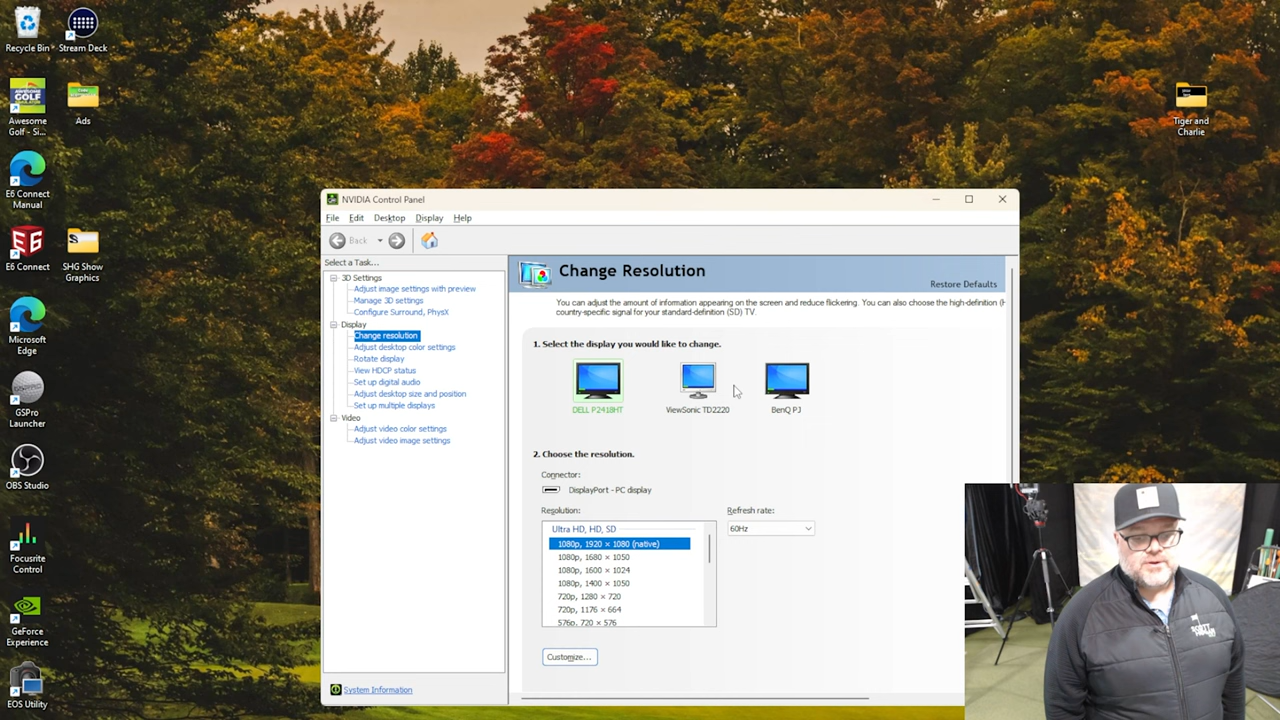 Recycle Bin
Stream Deck
Awesome
Golf - Si...
Ads
E6 Connect
Manual
E6 Connect
SHG Show
Graphics
Microsoft
Edge
GSPro
Launcher
OBS Studio
Focusrite
Control
GeForce
Experience
EOS Utility
Tiger and
Charlie
NVIDIA Control Panel
File Edit Desktop Display Help
Back
Select a Task...
3D Settings
Adjust image settings with preview
Manage 3D settings
Configure Surround, PhysX
Display
Change resolution
Adjust desktop color settings
Rotate display
View HDCP status
Set up digital audio
Adjust desktop size and position
Set up multiple displays
Video
Adjust video color settings
Adjust video image settings
System Information
Change Resolution
Restore Defaults
You can adjust the amount of information appearing on the screen and reduce flickering. You can also choose the high-definition (H
country-specific signal for your standard-definition (SD) TV.
1. Select the display you would like to change.
DELL P2418HT
ViewSonic TD2220
BenQ PJ
2. Choose the resolution.
Connector:
DisplayPort - PC display
Resolution:
Refresh rate:
Ultra HD, HD, SD
60Hz
1080p, 1920 × 1080 (native)
1080p, 1680 × 1050
1080p, 1600 × 1024
1080p, 1400 × 1050
720p, 1280 × 720
720p, 1176 × 664
576p, 720 × 576
Customize...